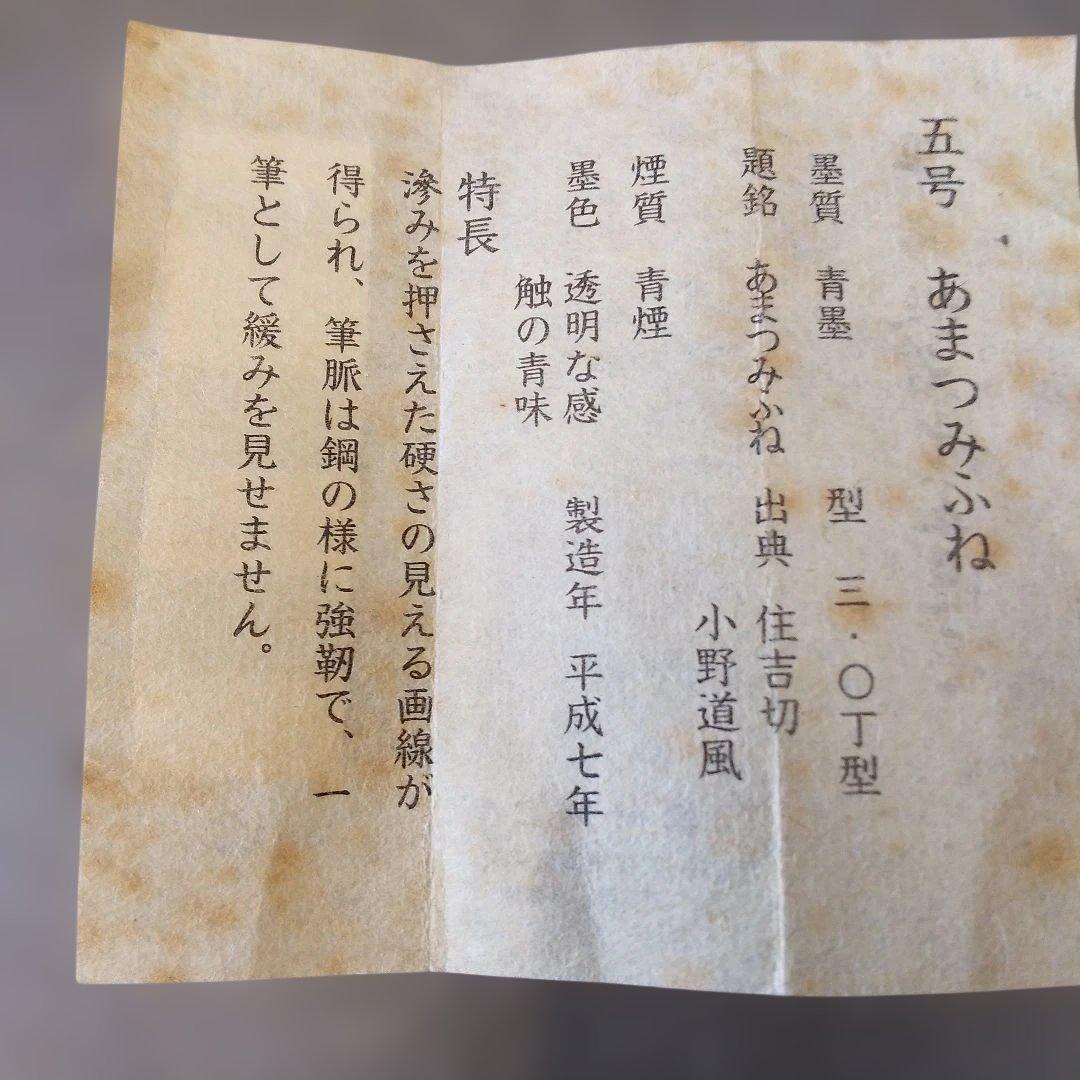 五号 あまつみふね
墨質 青墨 型 三・〇丁型
題銘 あまつみふね 出典 住吉切
小野道風
煙質 青煙
墨色 透明な感 製造年 平成七年
触の青味
特長
滲みを押さえた硬さの見える画線が
得られ、筆脈は鋼の様に強靭で、一
筆として緩みを見せません。